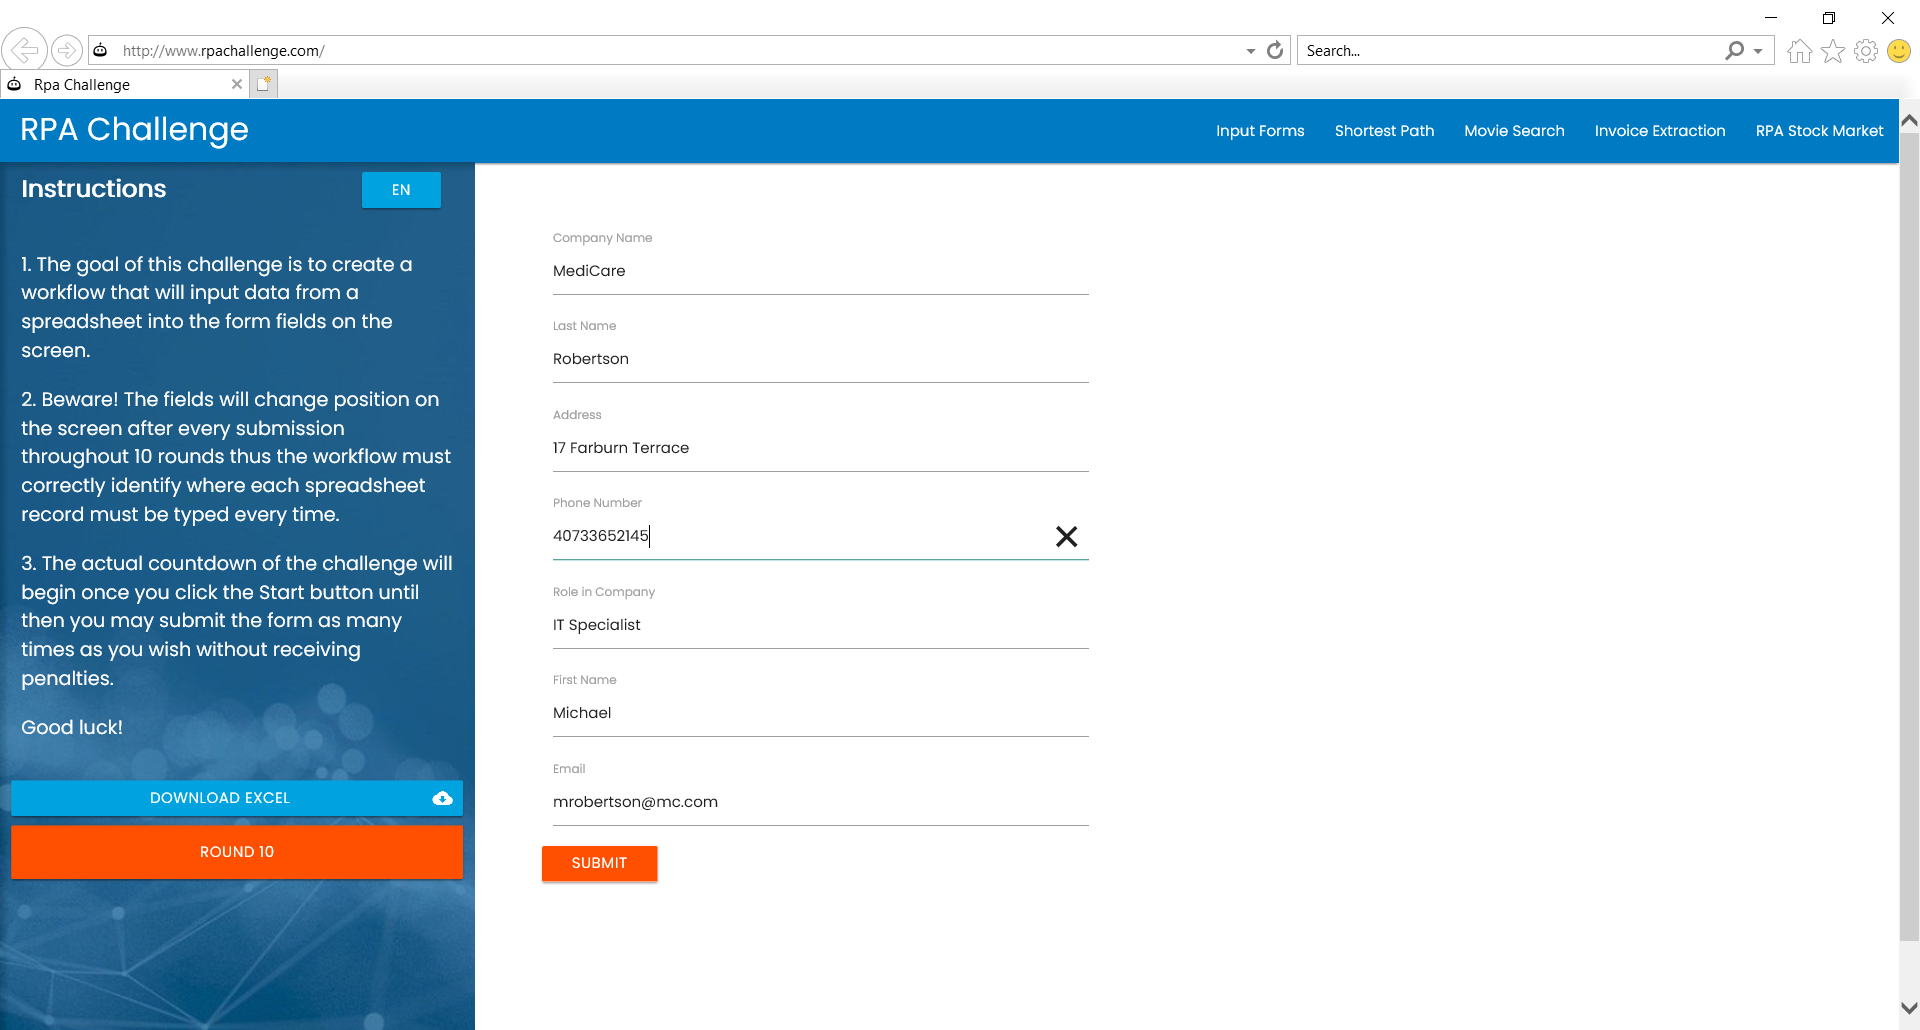 http://www.rpachallenge.com/
Search...
Rpa Challenge
RPA Challenge
Input Forms
Shortest Path
Movie Search
Invoice Extraction
RPA Stock Market
Instructions
EN
1. The goal of this challenge is to create a
workflow that will input data from a
spreadsheet into the form fields on the
screen.
2. Beware! The fields will change position on
the screen after every submission
throughout 10 rounds thus the workflow must
correctly identify where each spreadsheet
record must be typed every time.
3. The actual countdown of the challenge will
begin once you click the Start button until
then you may submit the form as many
times as you wish without receiving
penalties.
Good luck!
DOWNLOAD EXCEL
ROUND 10
Company Name
MediCare
Last Name
Robertson
Address
17 Farburn Terrace
Phone Number
40733652145
Role in Company
IT Specialist
First Name
Michael
Email
mrobertson@mc.com
SUBMIT